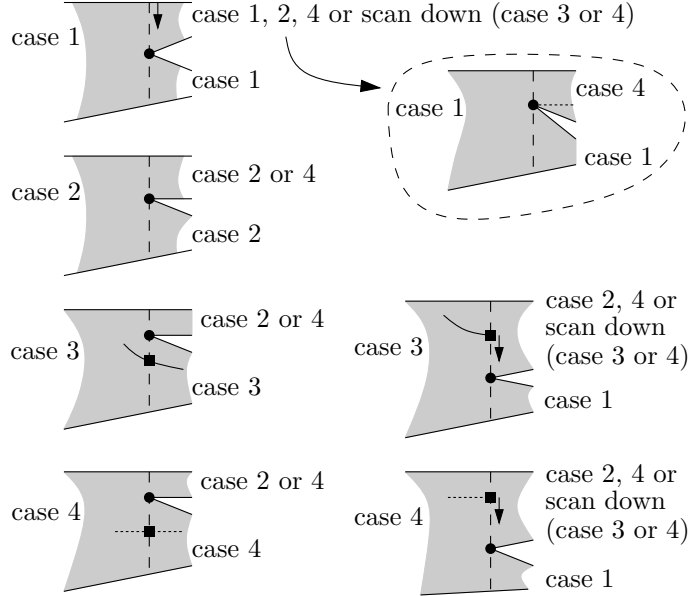 case 1, 2, 4 or scan down (case 3 or 4)
case 1
case 1
case 4
case 1
case 1
case 2 or 4
case 2
case 2
case 2 or 4
case 3
case 3
case 2, 4 or
scan down
(case 3 or 4)
case 3
case 1
case 2 or 4
case 4
case 4
case 2, 4 or
scan down
(case 3 or 4)
case 4
case 1